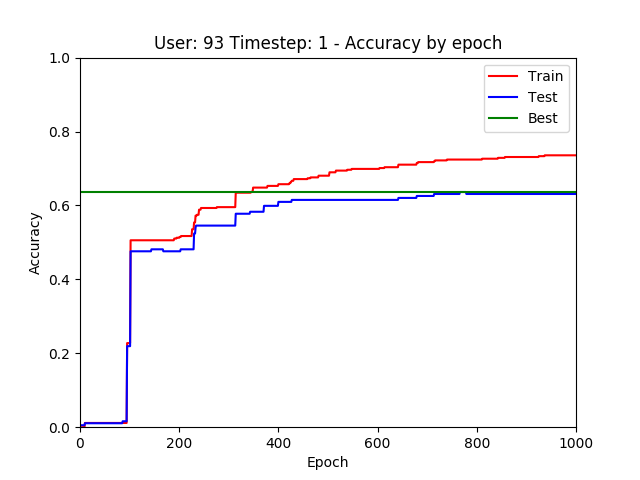 User: 93 Timestep: 1 - Accuracy by epoch
1.0
0.8
0.6
0.4
0.2
0.0
Accuracy
Train
Test
Best
0 200 400 600 800 1000
Epoch